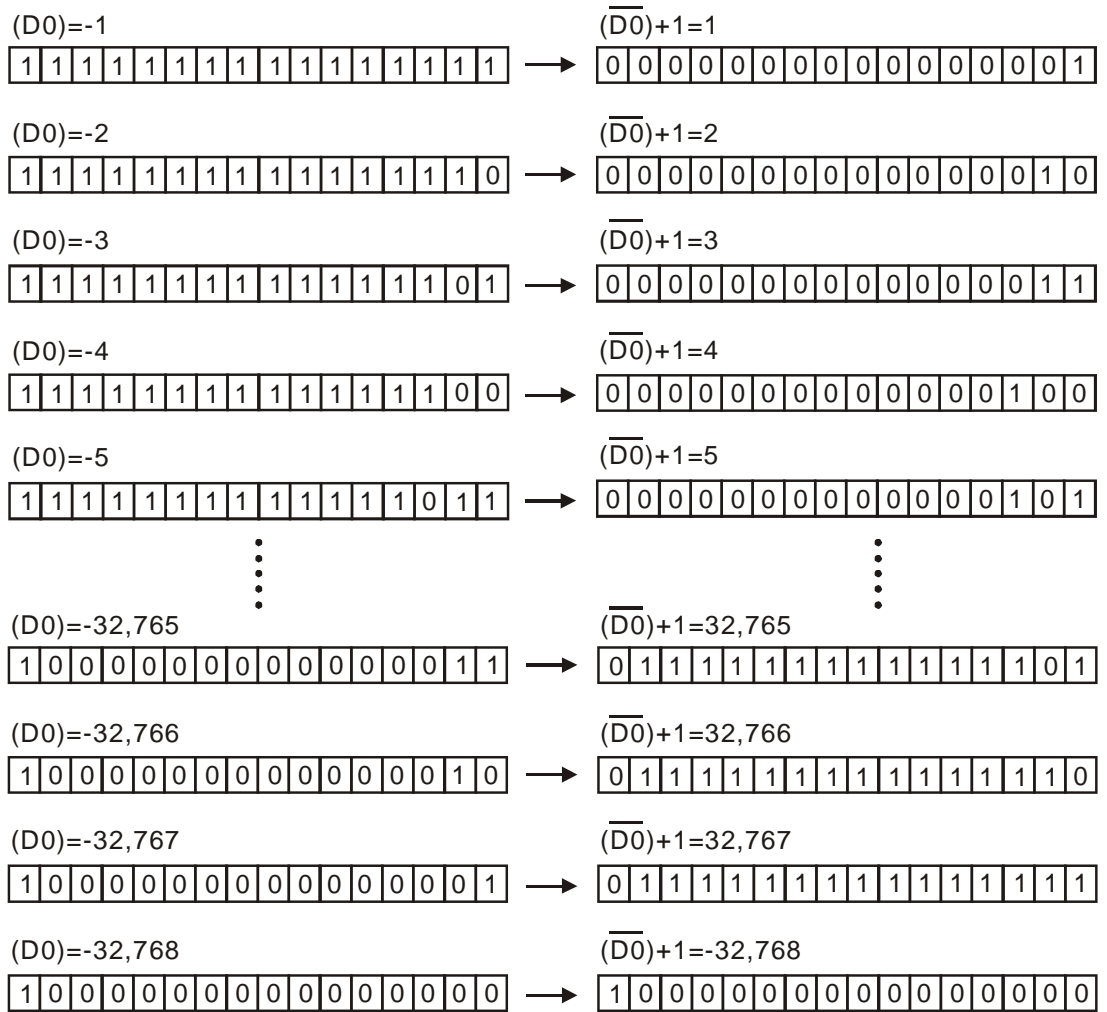 (D0)=-1 (D̅0̅)+1=1
1 1 1 1 1 1 1 1 1 1 1 1 1 1 1 1 0 0 0 0 0 0 0 0 0 0 0 0 0 0 0 1
(D0)=-2 (D̅0̅)+1=2
1 1 1 1 1 1 1 1 1 1 1 1 1 1 1 0 0 0 0 0 0 0 0 0 0 0 0 0 0 0 1 0
(D0)=-3 (D̅0̅)+1=3
1 1 1 1 1 1 1 1 1 1 1 1 1 1 0 1 0 0 0 0 0 0 0 0 0 0 0 0 0 0 1 1
(D0)=-4 (D̅0̅)+1=4
1 1 1 1 1 1 1 1 1 1 1 1 1 1 0 0 0 0 0 0 0 0 0 0 0 0 0 0 0 1 0 0
(D0)=-5 (D̅0̅)+1=5
1 1 1 1 1 1 1 1 1 1 1 1 1 0 1 1 0 0 0 0 0 0 0 0 0 0 0 0 0 1 0 1
(D0)=-32,765 (D̅0̅)+1=32,765
1 0 0 0 0 0 0 0 0 0 0 0 0 0 1 1 0 1 1 1 1 1 1 1 1 1 1 1 1 1 0 1
(D0)=-32,766 (D̅0̅)+1=32,766
1 0 0 0 0 0 0 0 0 0 0 0 0 0 1 0 0 1 1 1 1 1 1 1 1 1 1 1 1 1 1 0
(D0)=-32,767 (D̅0̅)+1=32,767
1 0 0 0 0 0 0 0 0 0 0 0 0 0 0 1 0 1 1 1 1 1 1 1 1 1 1 1 1 1 1 1
(D0)=-32,768 (D̅0̅)+1=-32,768
1 0 0 0 0 0 0 0 0 0 0 0 0 0 0 0 1 0 0 0 0 0 0 0 0 0 0 0 0 0 0 0